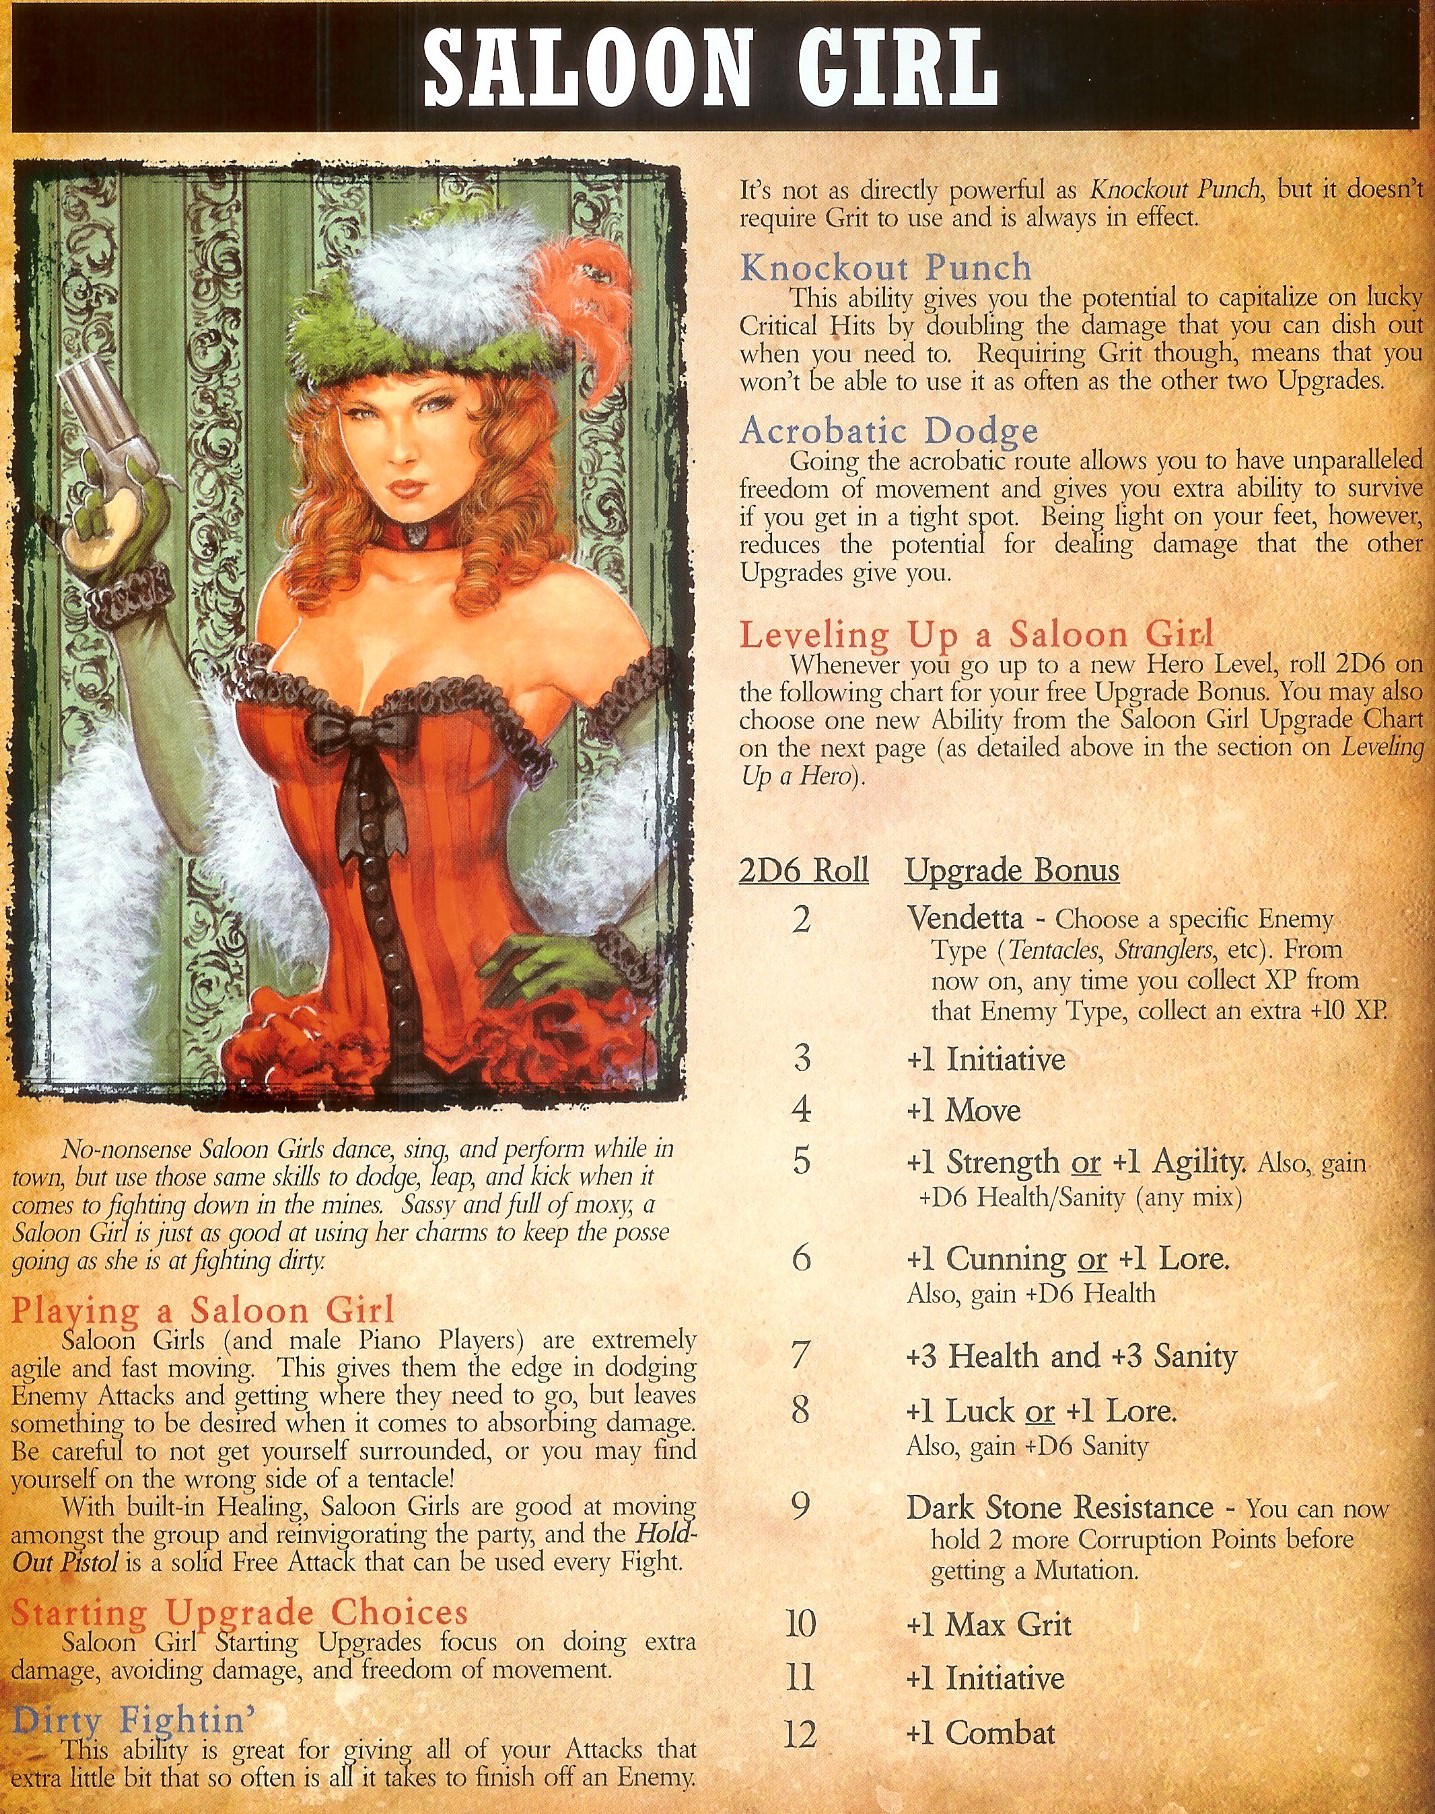 SALOON GIRL
No-nonsense Saloon Girls dance, sing, and perform while in
town, but use those same skills to dodge, leap, and kick when it
comes to fighting down in the mines. Sassy and full of moxy, a
Saloon Girl is just as good at using her charms to keep the posse
going as she is at fighting dirty.
Playing a Saloon Girl
Saloon Girls (and male Piano Players) are extremely
agile and fast moving. This gives them the edge in dodging
Enemy Attacks and getting where they need to go, but leaves
something to be desired when it comes to absorbing damage.
Be careful to not get yourself surrounded, or you may find
yourself on the wrong side of a tentacle!
With built-in Healing, Saloon Girls are good at moving
amongst the group and reinvigorating the party, and the Hold-
Out Pistol is a solid Free Attack that can be used every Fight.
Starting Upgrade Choices
Saloon Girl Starting Upgrades focus on doing extra
damage, avoiding damage, and freedom of movement.
Dirty Fightin'
This ability is great for giving all of your Attacks that
extra little bit that so often is all it takes to finish off an Enemy.
It's not as directly powerful as Knockout Punch, but it doesn't
require Grit to use and is always in effect.
Knockout Punch
This ability gives you the potential to capitalize on lucky
Critical Hits by doubling the damage that you can dish out
when you need to. Requiring Grit though, means that you
won't be able to use it as often as the other two Upgrades.
Acrobatic Dodge
Going the acrobatic route allows you to have unparalleled
freedom of movement and gives you extra ability to survive
if you get in a tight spot. Being light on your feet, however,
reduces the potential for dealing damage that the other
Upgrades give you.
Leveling Up a Saloon Girl
Whenever you go up to a new Hero Level, roll 2D6 on
the following chart for your free Upgrade Bonus. You may also
choose one new Ability from the Saloon Girl Upgrade Chart
on the next page (as detailed above in the section on Leveling
Up a Hero).
2D6 Roll Upgrade Bonus
2 Vendetta - Choose a specific Enemy
Type (Tentacles, Stranglers, etc). From
now on, any time you collect XP from
that Enemy Type, collect an extra +10 XP.
3 +1 Initiative
4 +1 Move
5 +1 Strength or +1 Agility. Also, gain
+D6 Health/Sanity (any mix)
6 +1 Cunning or +1 Lore.
Also, gain +D6 Health
7 +3 Health and +3 Sanity
8 +1 Luck or +1 Lore.
Also, gain +D6 Sanity
9 Dark Stone Resistance - You can now
hold 2 more Corruption Points before
getting a Mutation.
10 +1 Max Grit
11 +1 Initiative
12 +1 Combat